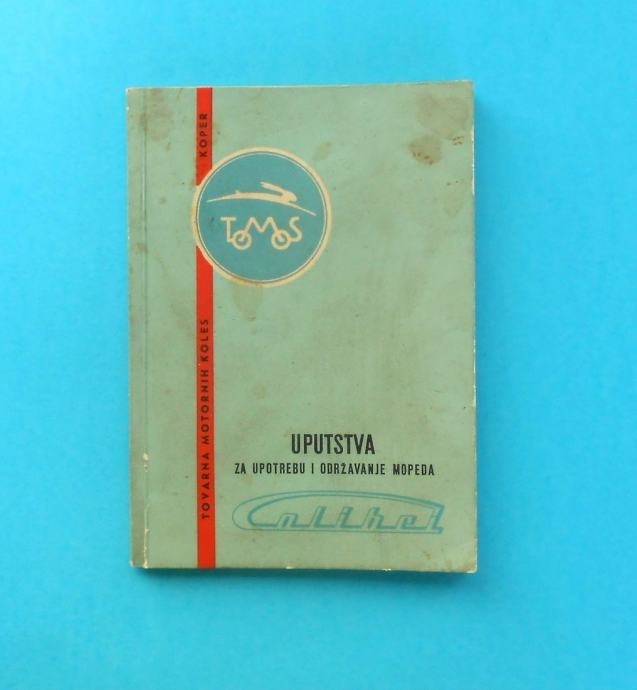 KOPER
TOMOS
TOVARNA MOTORNIH KOLES
UPUTSTVA
ZA UPOTREBU I ODRŽAVANJE MOPEDA
Colibri